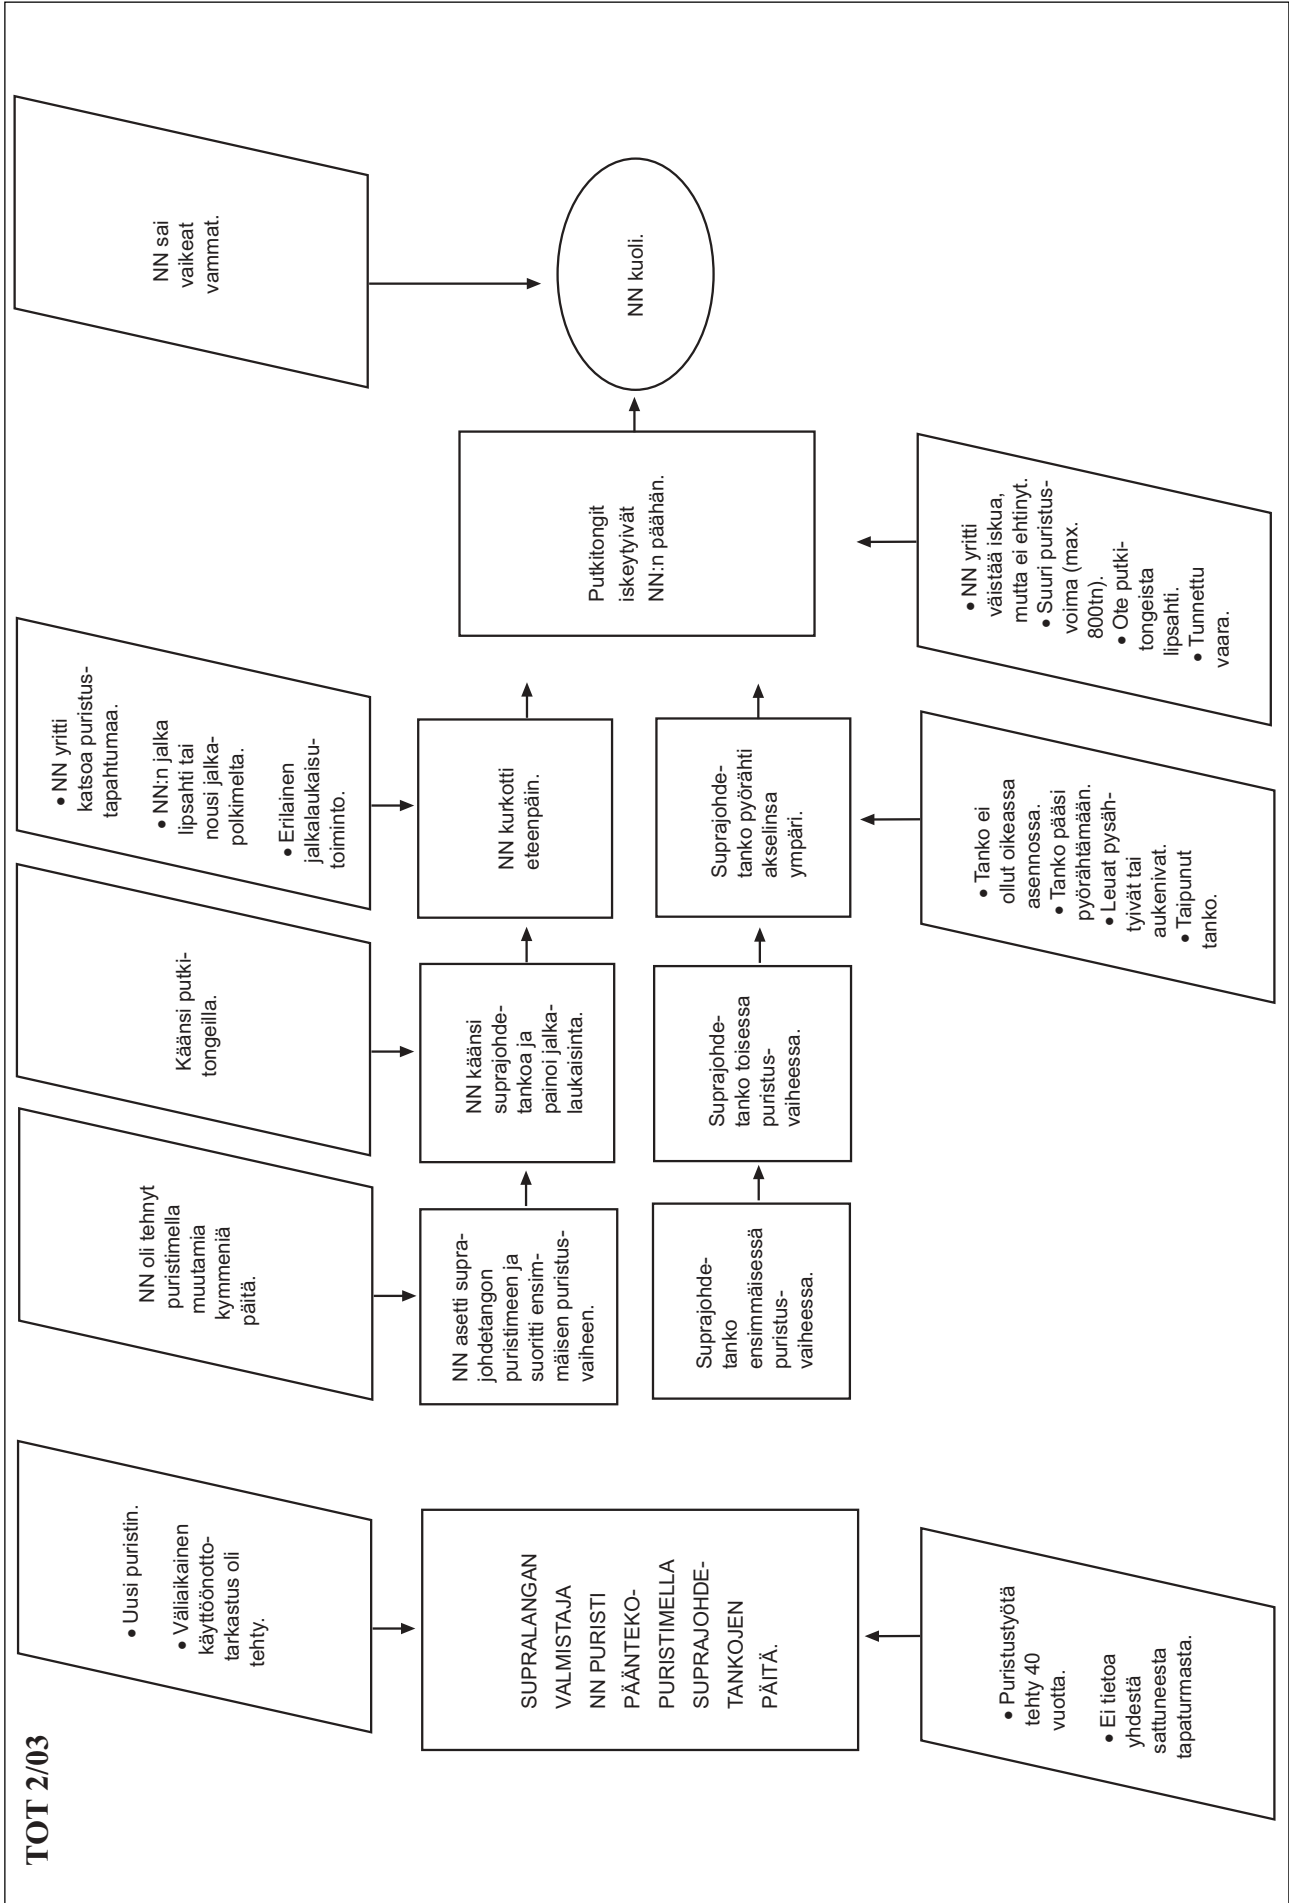 TOT 2/03
• Uusi puristin.
• Väliaikainen
käyttöönotto-
tarkastus oli
tehty.
NN oli tehnyt
puristimella
muutamia
kymmeniä
päitä.
Käänsi putki-
tongeilla.
• NN yritti
katsoa puristus-
tapahtumaa.
• NN:n jalka
lipsahti tai
nousi jalka-
polkimelta.
• Erilainen
jalkalaukaisu-
toiminto.
NN sai
vaikeat
vammat.
SUPRALANGAN
VALMISTAJA
NN PURISTI
PÄÄNTEKO-
PURISTIMELLA
SUPRAJOHDE-
TANKOJEN
PÄITÄ.
NN asetti supra-
johdetangon
puristimeen ja
suoritti ensim-
mäisen puristus-
vaiheen.
NN käänsi
suprajohde-
tankoa ja
painoi jalka-
laukaisinta.
NN kurkotti
eteenpäin.
Putkitongit
iskeytyivät
NN:n päähän.
NN kuoli.
Suprajohde-
tanko
ensimmäisessä
puristus-
vaiheessa.
Suprajohde-
tanko toisessa
puristus-
vaiheessa.
Suprajohde-
tanko pyörähti
akselinsa
ympäri.
• Puristustyötä
tehty 40
vuotta.
• Ei tietoa
yhdestä
sattuneesta
tapaturmasta.
• Tanko ei
ollut oikeassa
asennossa.
• Tanko pääsi
pyörähtämään.
• Leuat pysäh-
tyivät tai
aukenivat.
• Taipunut
tanko.
• NN yritti
väistää iskua,
mutta ei ehtinyt.
• Suuri puristus-
voima (max.
800tn).
• Ote putki-
tongeista
lipsahti.
• Tunnettu
vaara.